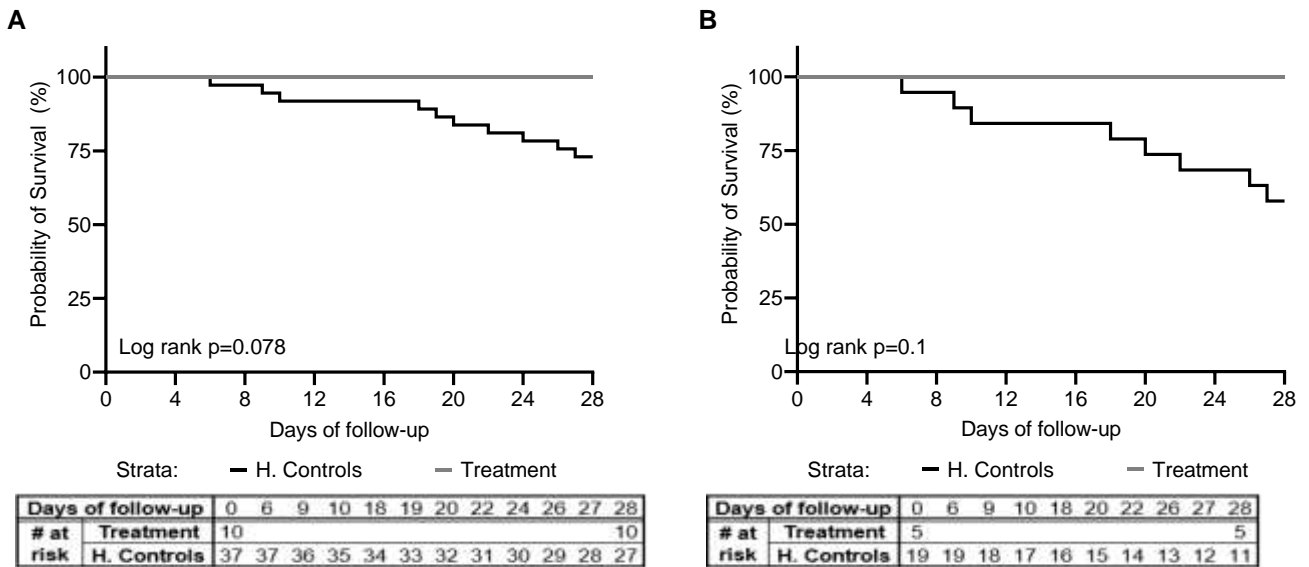 A
Probability of Survival (%)
100
75
50
25
0
Log rank p=0.078
0 4 8 12 16 20 24 28
Days of follow-up
Strata: H. Controls Treatment
Days of follow-up 0 6 9 10 18 19 20 22 24 26 27 28
# at risk Treatment 10 10
H. Controls 37 37 36 35 34 33 32 31 30 29 28 27
B
Probability of Survival (%)
100
75
50
25
0
Log rank p=0.1
0 4 8 12 16 20 24 28
Days of follow-up
Strata: H. Controls Treatment
Days of follow-up 0 6 9 10 18 20 22 26 27 28
# at risk Treatment 5 5
H. Controls 19 19 18 17 16 15 14 13 12 11